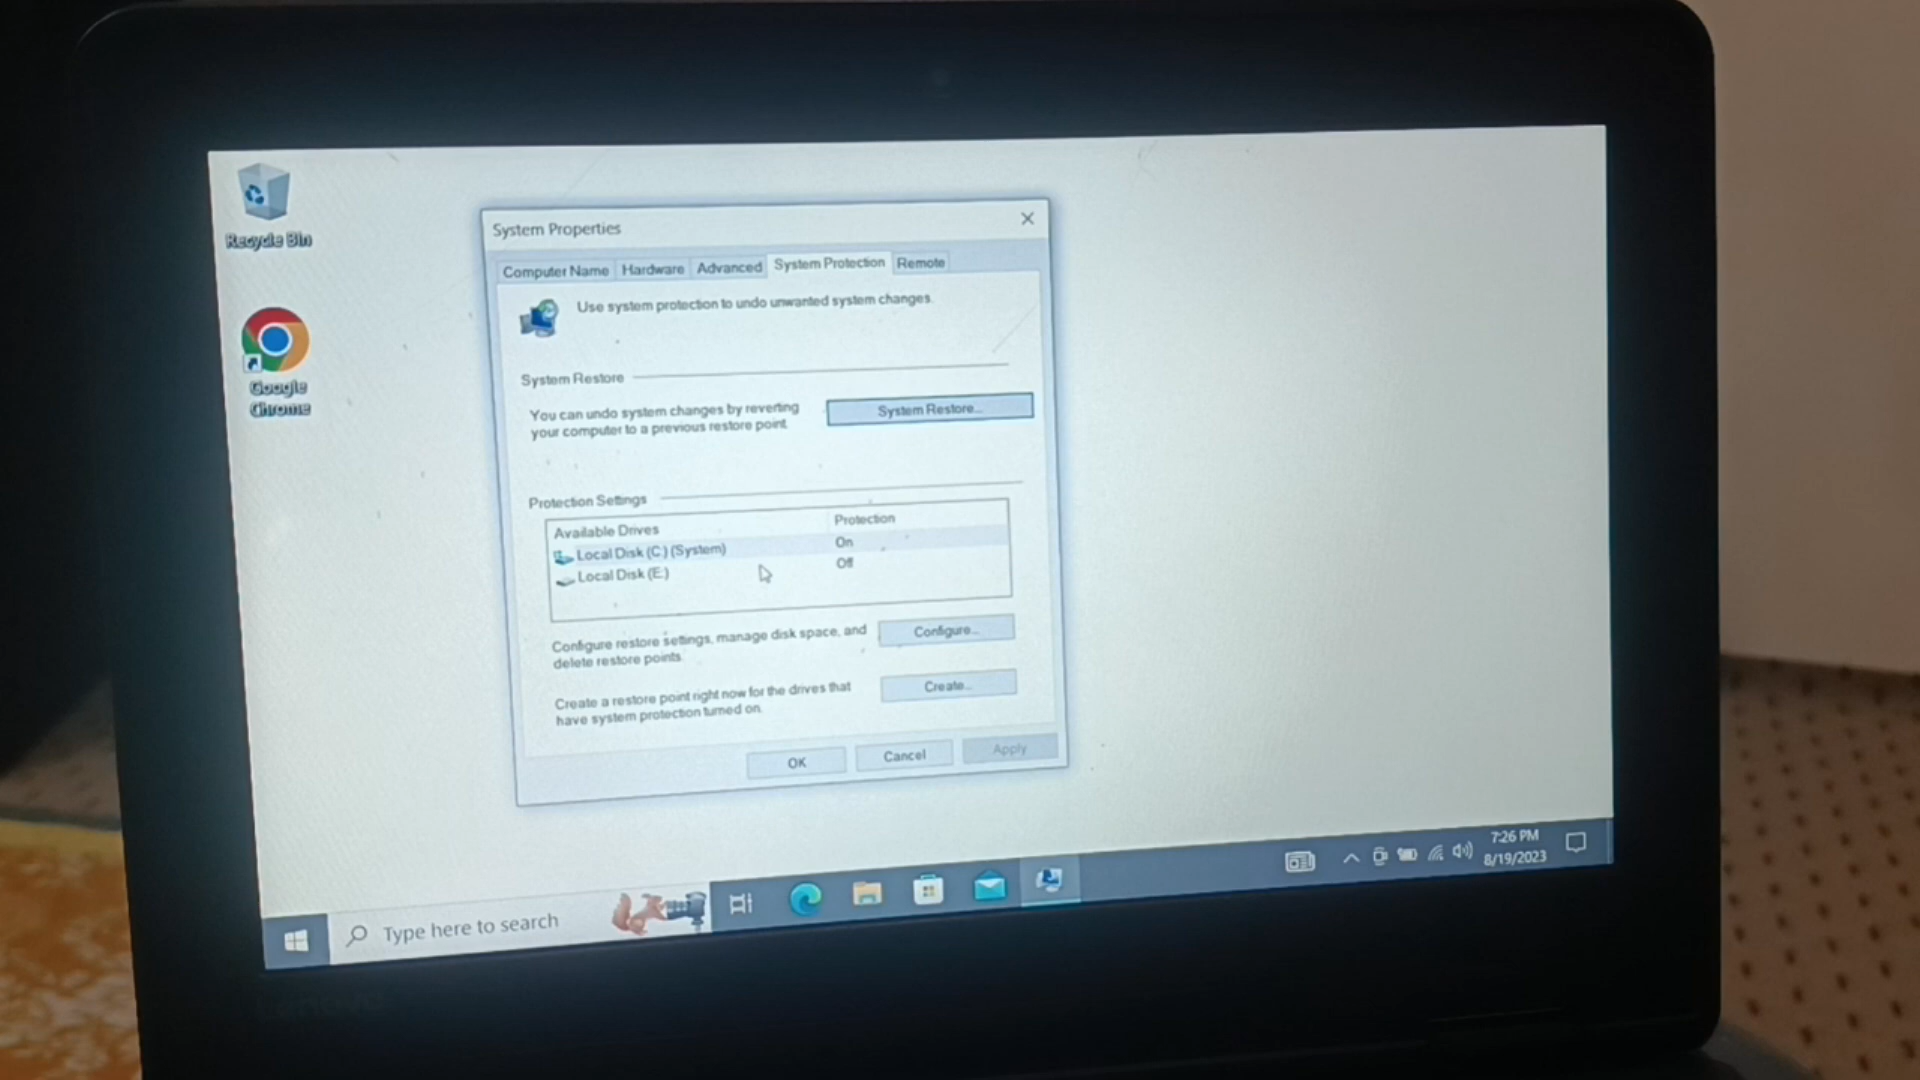 Recycle Bin
Google
Chrome
System Properties
Computer Name Hardware Advanced System Protection Remote
Use system protection to undo unwanted system changes.
System Restore
You can undo system changes by reverting
your computer to a previous restore point.
System Restore...
Protection Settings
Available Drives Protection
Local Disk (C:) (System) On
Local Disk (E:) Off
Configure restore settings, manage disk space, and
delete restore points.
Configure...
Create a restore point right now for the drives that
have system protection turned on.
Create...
OK Cancel Apply
Type here to search
7:26 PM
8/19/2023